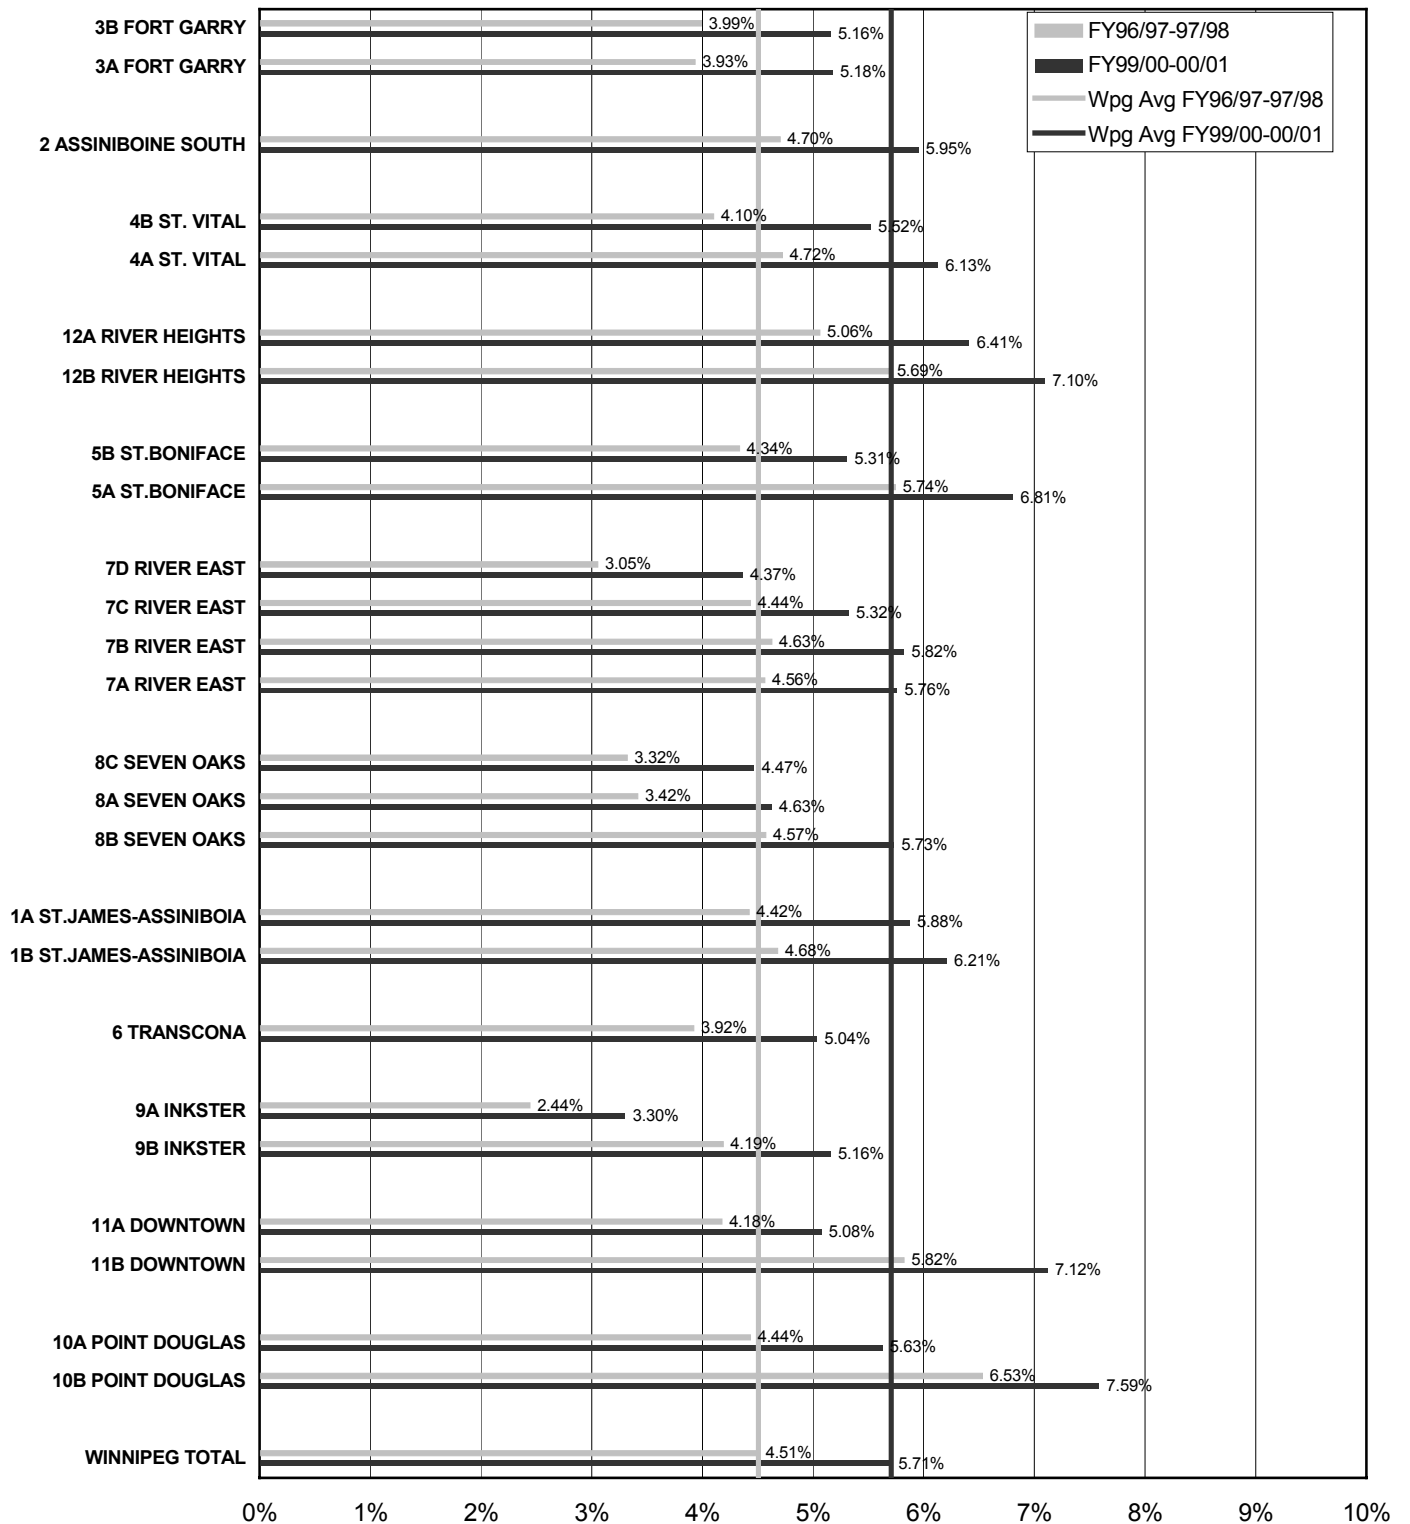 3B FORT GARRY 3.99% 5.16%
3A FORT GARRY 3.93% 5.18%
2 ASSINIBOINE SOUTH 4.70% 5.95%
4B ST. VITAL 4.10% 5.52%
4A ST. VITAL 4.72% 6.13%
12A RIVER HEIGHTS 5.06% 6.41%
12B RIVER HEIGHTS 5.69% 7.10%
5B ST.BONIFACE 4.34% 5.31%
5A ST.BONIFACE 5.74% 6.81%
7D RIVER EAST 3.05% 4.37%
7C RIVER EAST 4.44% 5.32%
7B RIVER EAST 4.63% 5.82%
7A RIVER EAST 4.56% 5.76%
8C SEVEN OAKS 3.32% 4.47%
8A SEVEN OAKS 3.42% 4.63%
8B SEVEN OAKS 4.57% 5.73%
1A ST.JAMES-ASSINIBOIA 4.42% 5.88%
1B ST.JAMES-ASSINIBOIA 4.68% 6.21%
6 TRANSCONA 3.92% 5.04%
9A INKSTER 2.44% 3.30%
9B INKSTER 4.19% 5.16%
11A DOWNTOWN 4.18% 5.08%
11B DOWNTOWN 5.82% 7.12%
10A POINT DOUGLAS 4.44% 5.63%
10B POINT DOUGLAS 6.53% 7.59%
WINNIPEG TOTAL 4.51% 5.71%
0% 1% 2% 3% 4% 5% 6% 7% 8% 9% 10%
FY96/97-97/98
FY99/00-00/01
Wpg Avg FY96/97-97/98
Wpg Avg FY99/00-00/01